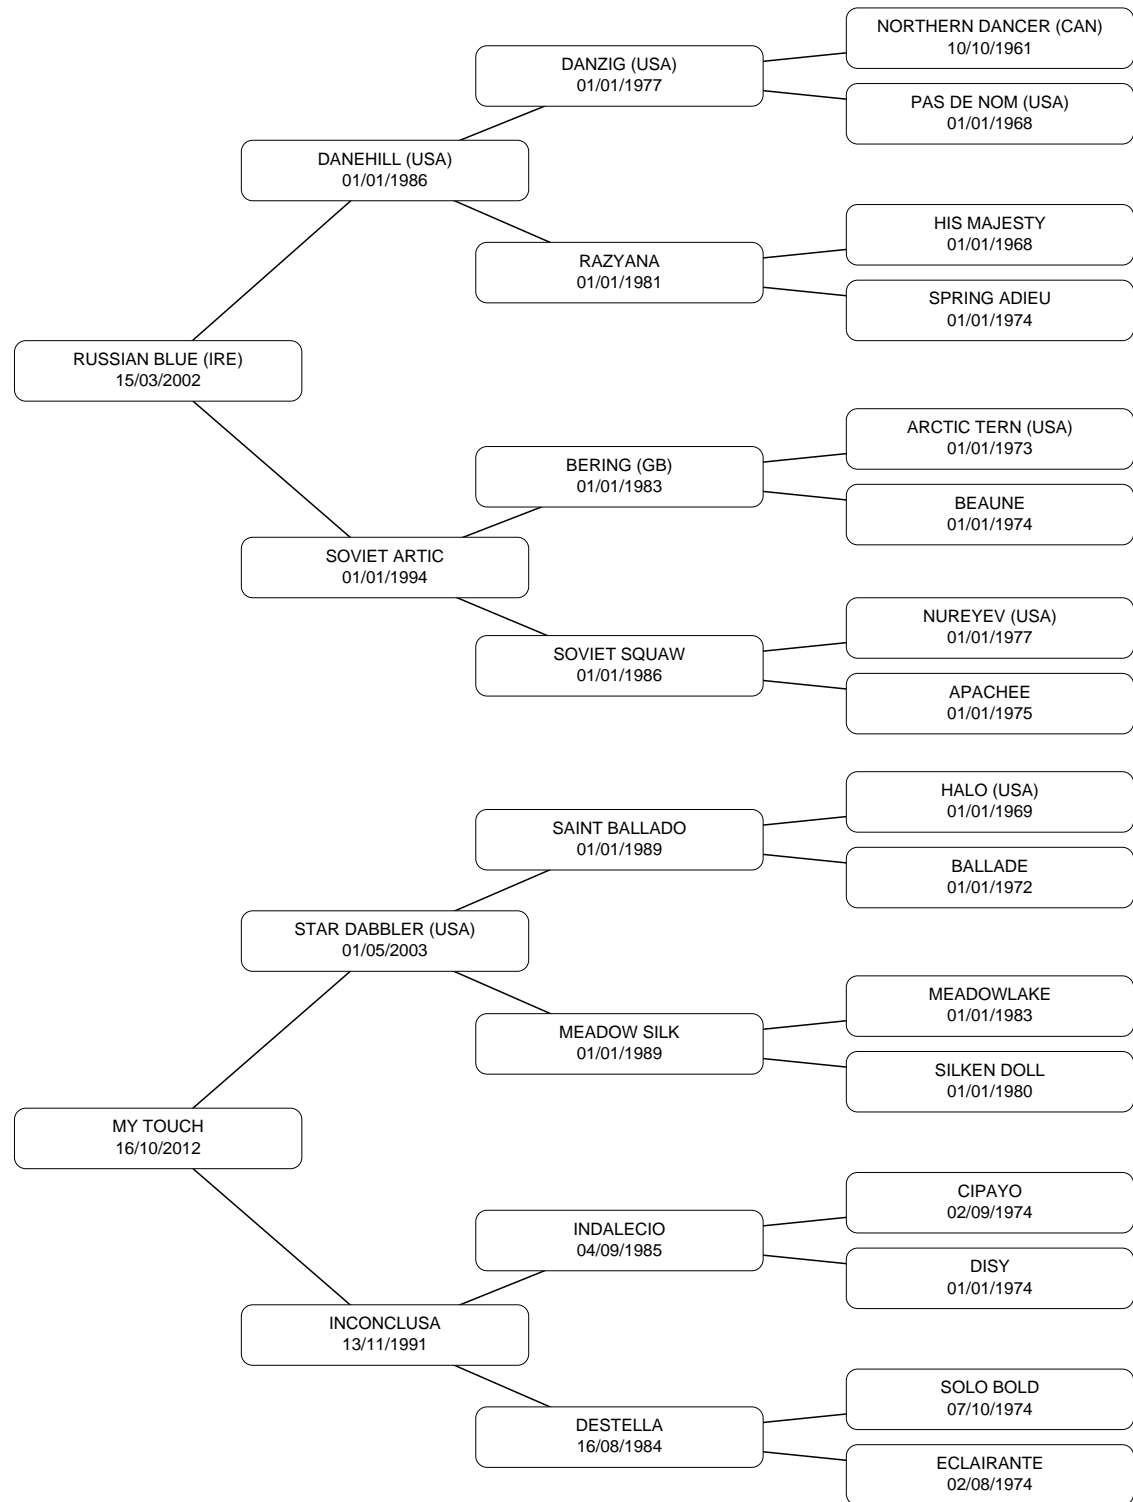 NORTHERN DANCER (CAN)
10/10/1961
DANZIG (USA)
01/01/1977
PAS DE NOM (USA)
01/01/1968
DANEHILL (USA)
01/01/1986
HIS MAJESTY
01/01/1968
RAZYANA
01/01/1981
SPRING ADIEU
01/01/1974
RUSSIAN BLUE (IRE)
15/03/2002
ARCTIC TERN (USA)
01/01/1973
BERING (GB)
01/01/1983
BEAUNE
01/01/1974
SOVIET ARTIC
01/01/1994
NUREYEV (USA)
01/01/1977
SOVIET SQUAW
01/01/1986
APACHEE
01/01/1975
HALO (USA)
01/01/1969
SAINT BALLADO
01/01/1989
BALLADE
01/01/1972
STAR DABBLER (USA)
01/05/2003
MEADOWLAKE
01/01/1983
MEADOW SILK
01/01/1989
SILKEN DOLL
01/01/1980
MY TOUCH
16/10/2012
CIPAYO
02/09/1974
INDALECIO
04/09/1985
DISY
01/01/1974
INCONCLUSA
13/11/1991
SOLO BOLD
07/10/1974
DESTELLA
16/08/1984
ECLAIRANTE
02/08/1974